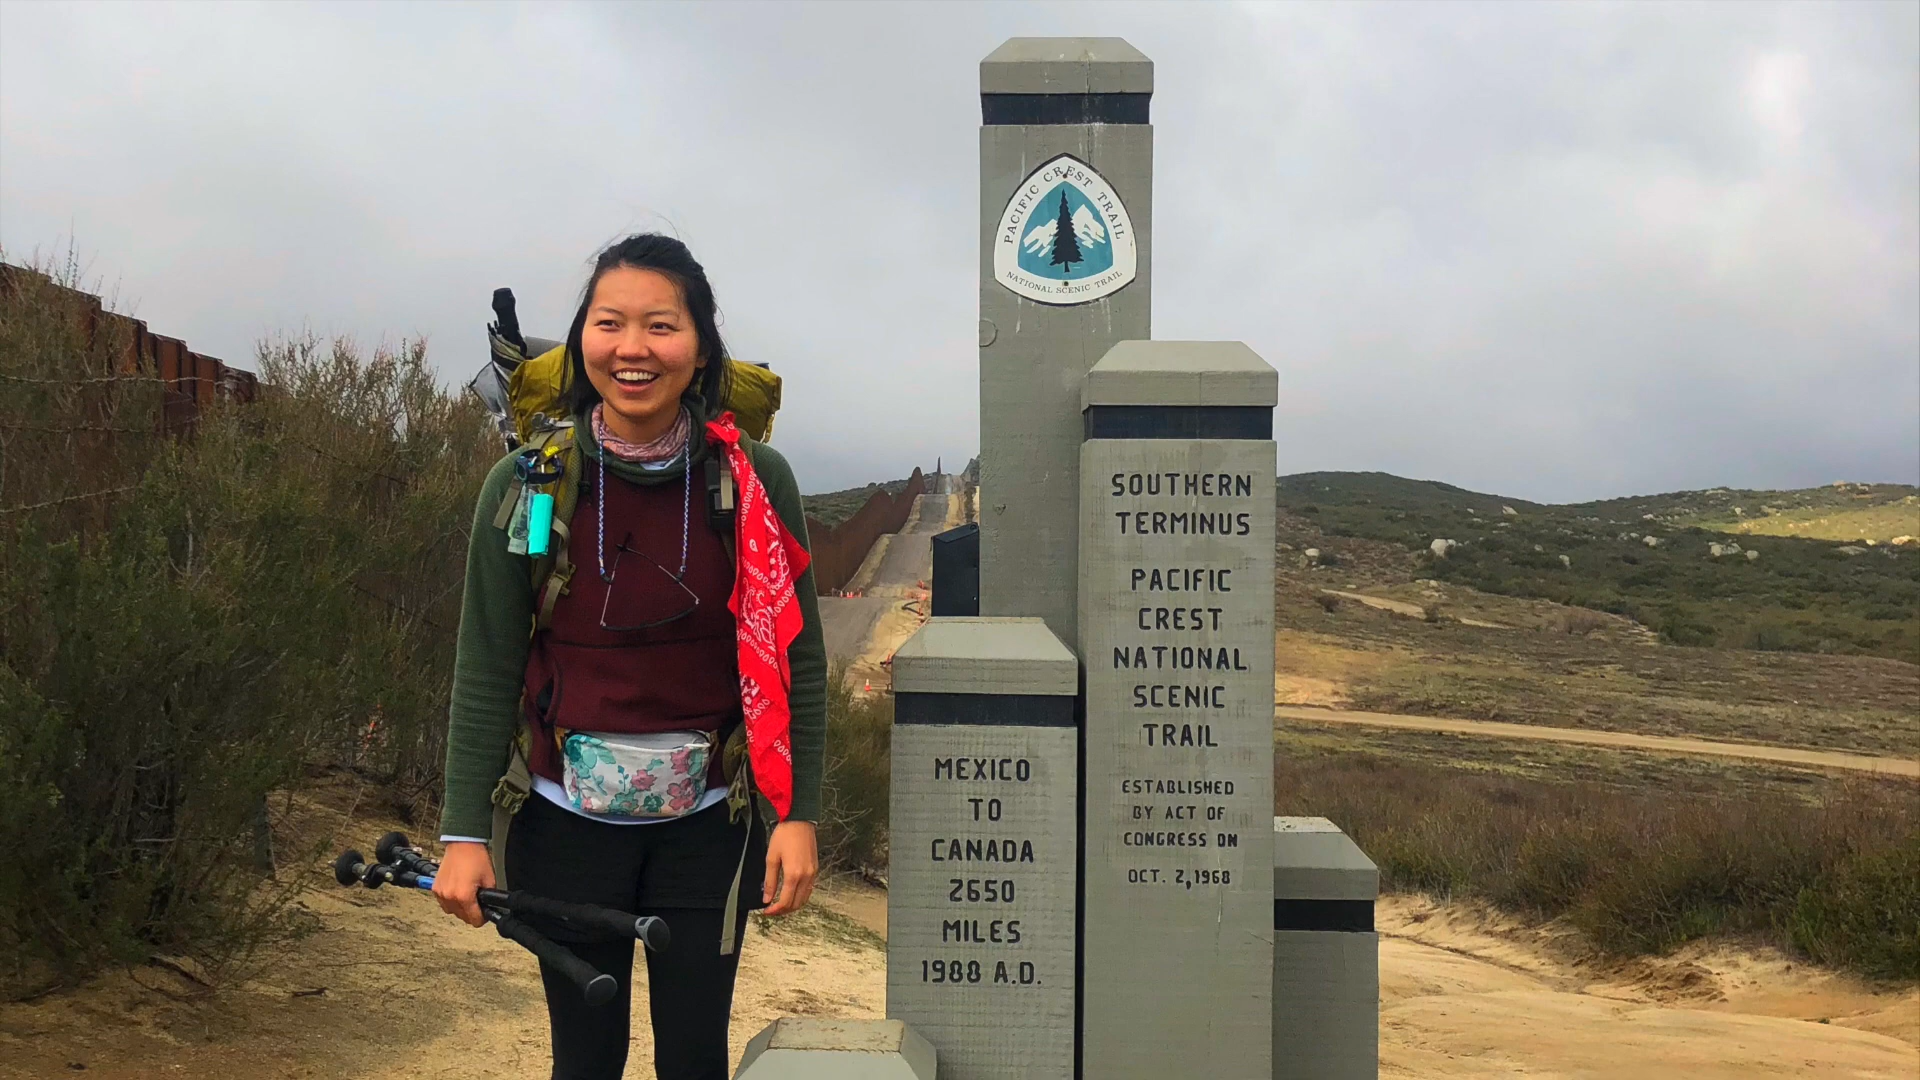 PACIFIC CREST TRAIL
NATIONAL SCENIC TRAIL
SOUTHERN
TERMINUS
PACIFIC
CREST
NATIONAL
SCENIC
TRAIL
ESTABLISHED
BY ACT OF
CONGRESS ON
OCT. 2,1968
MEXICO
TO
CANADA
2650
MILES
1988 A.D.